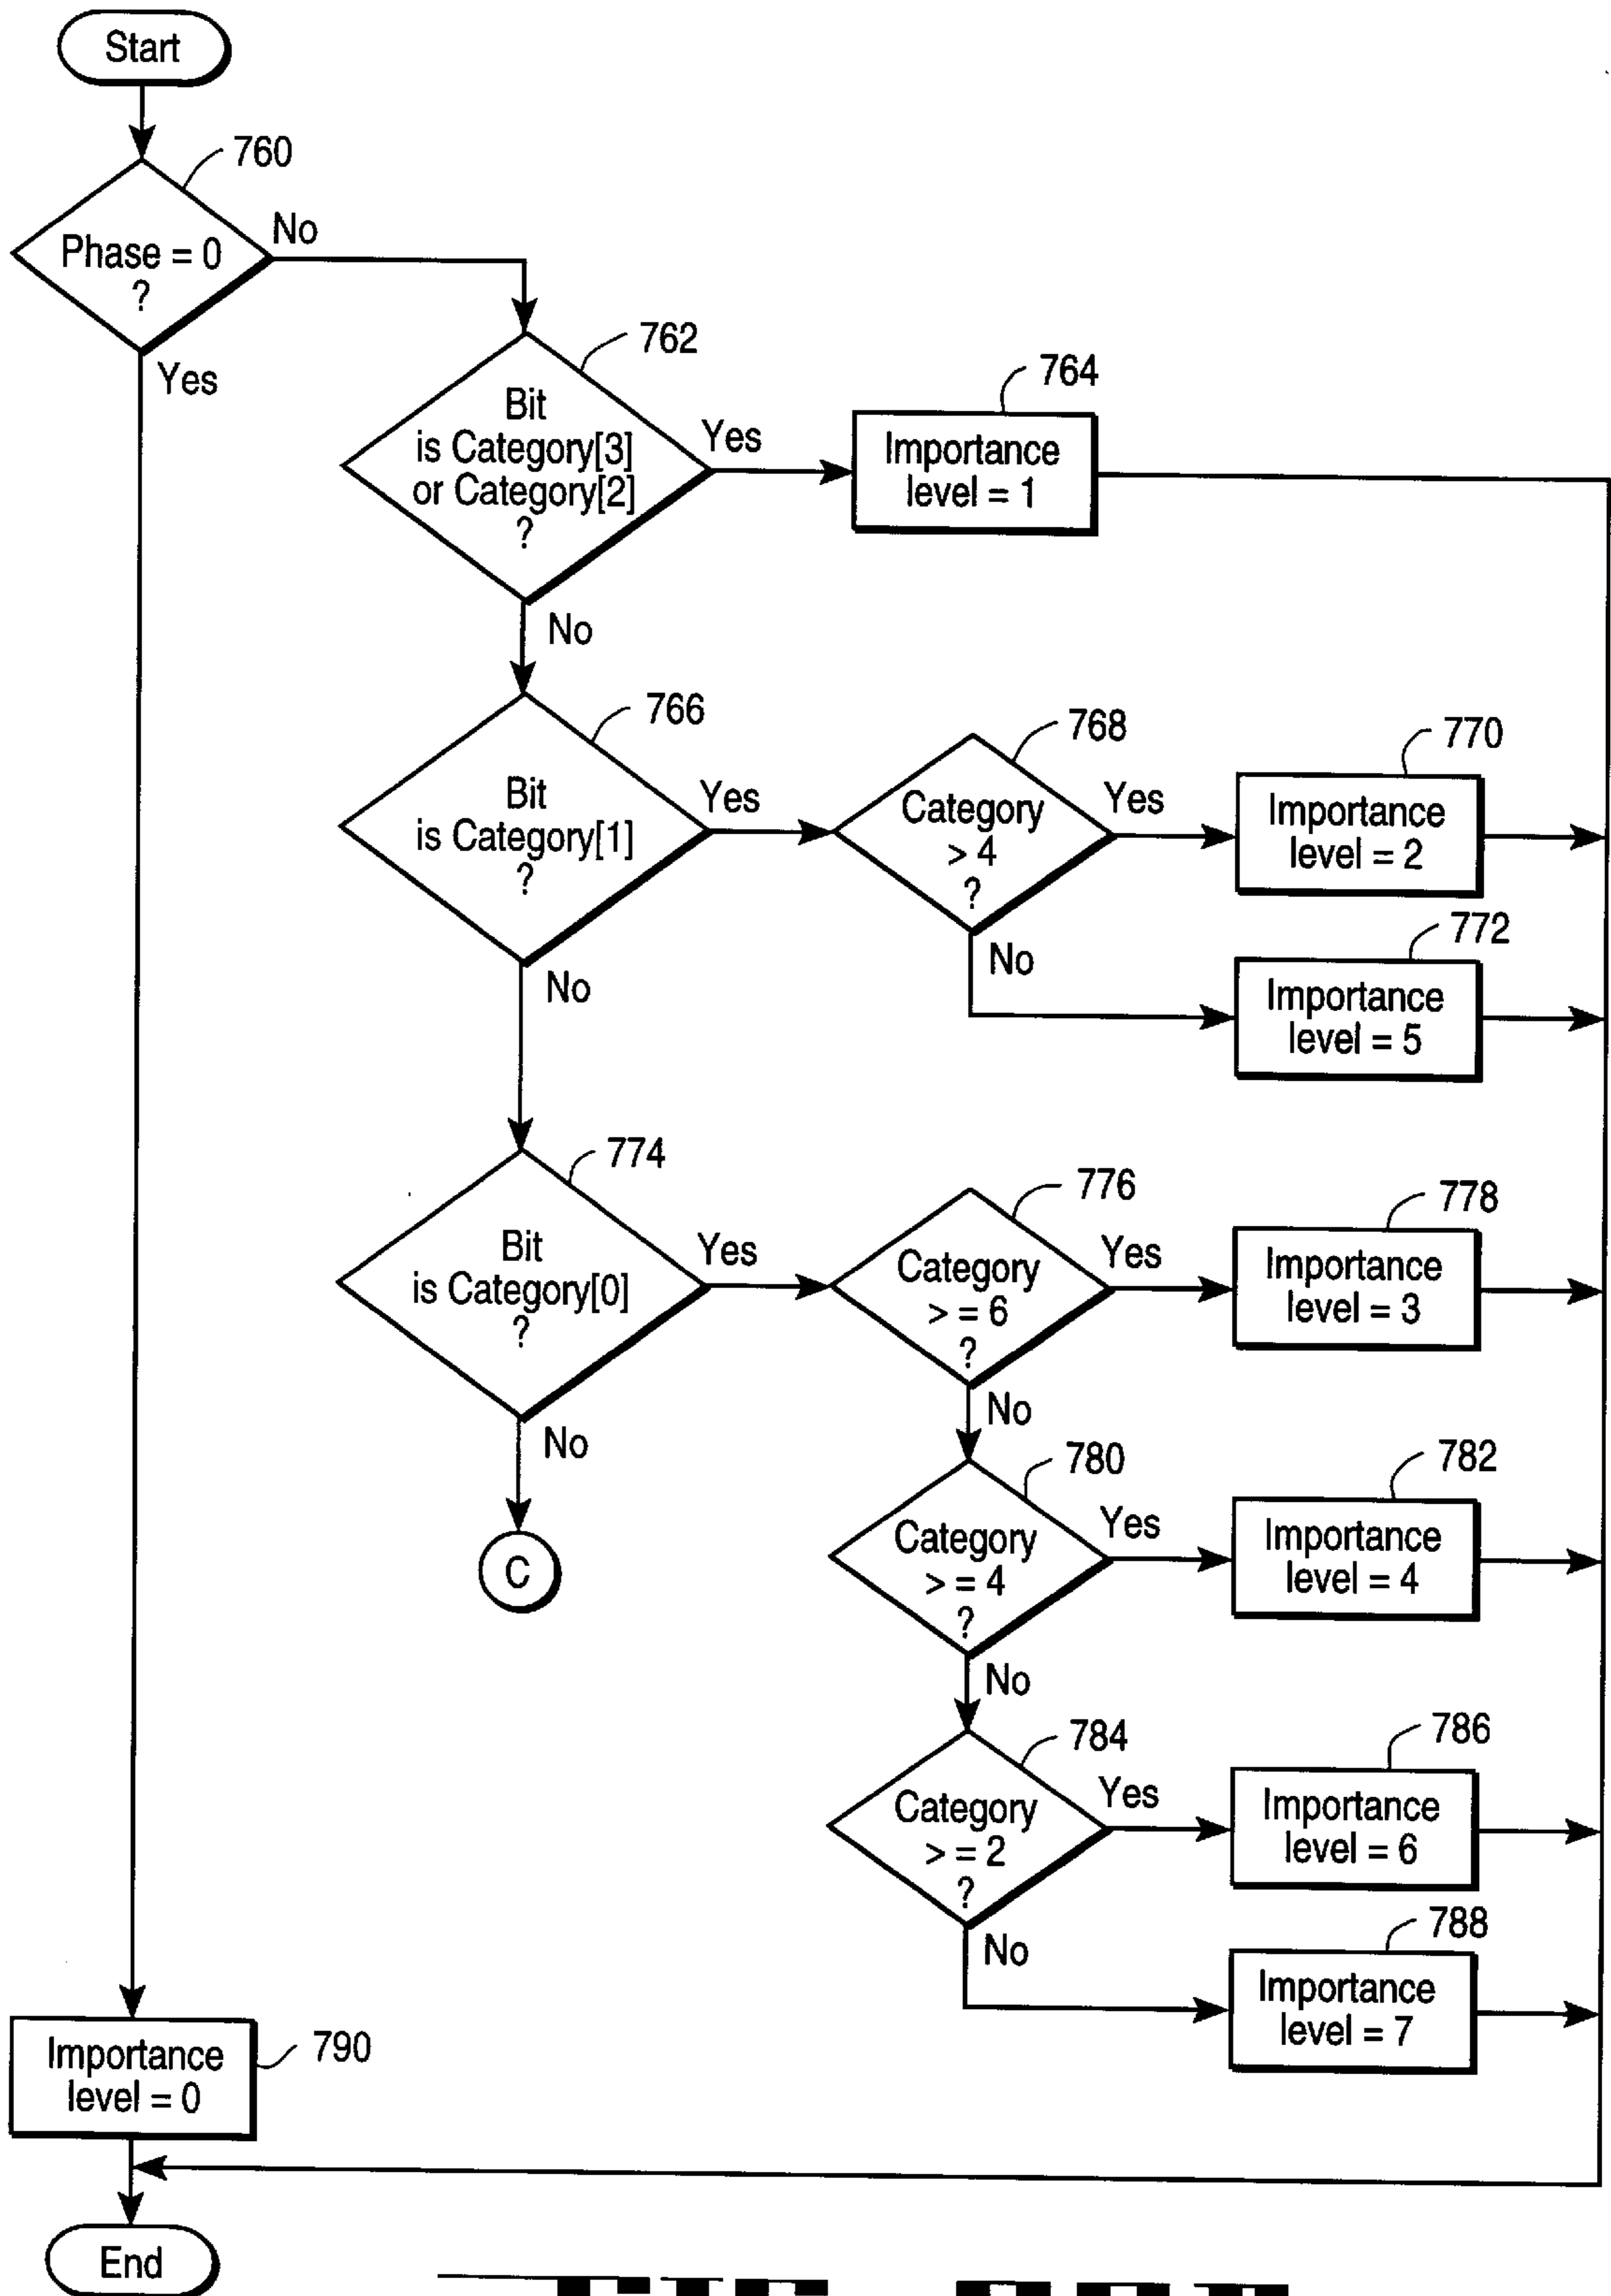 Start
760
Phase = 0
?
No
Yes
762
Bit
is Category[3]
or Category[2]
?
Yes
No
764
Importance
level = 1
766
Bit
is Category[1]
?
Yes
No
768
Category
> 4
?
Yes
No
770
Importance
level = 2
772
Importance
level = 5
774
Bit
is Category[0]
?
Yes
No
C
776
Category
> = 6
?
Yes
No
778
Importance
level = 3
780
Category
> = 4
?
Yes
No
782
Importance
level = 4
784
Category
> = 2
?
Yes
No
786
Importance
level = 6
788
Importance
level = 7
790
Importance
level = 0
End